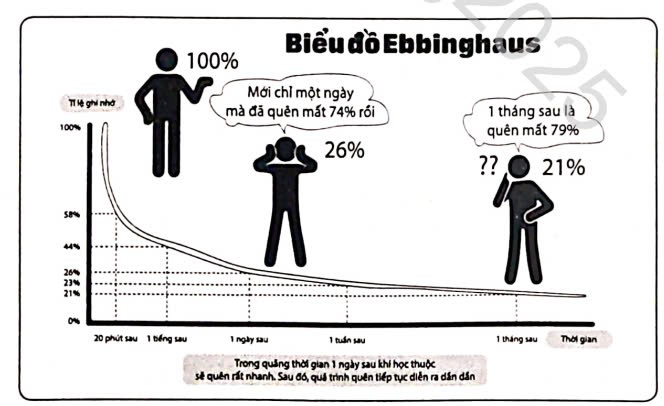 Biểu đồ Ebbinghaus
2025
100%
Tỉ lệ ghi nhớ
Mới chỉ một ngày
mà đã quên mất 74% rồi
1 tháng sau là
quên mất 79%
100%
26%
??
21%
58%
44%
26%
23%
21%
0%
20 phút sau
1 tiếng sau
1 ngày sau
1 tuần sau
1 tháng sau
Thời gian
Trong quãng thời gian 1 ngày sau khi học thuộc
sẽ quên rất nhanh. Sau đó, quá trình quên tiếp tục diễn ra dần dần